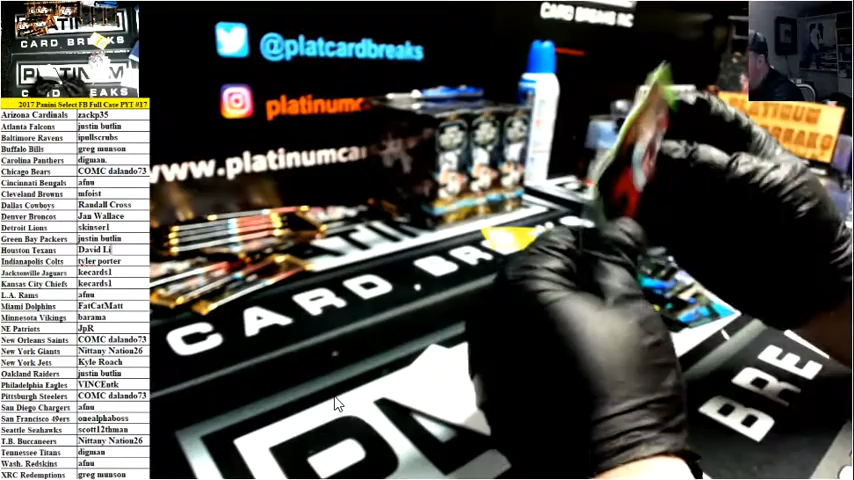 PLATINUM
CARD BREAKS
PLATINUM
BREAKS
2017 Panini Select FB Full Case PYT #17
Arizona Cardinals zackp35
Atlanta Falcons justin butlin
Baltimore Ravens ipullscrubs
Buffalo Bills greg munson
Carolina Panthers digman.
Chicago Bears COMC dalando73
Cincinnati Bengals afnu
Cleveland Browns mfoist
Dallas Cowboys Randall Cross
Denver Broncos Jan Wallace
Detroit Lions skinser1
Green Bay Packers justin butlin
Houston Texans David Li
Indianapolis Colts tyler porter
Jacksonville Jaguars kecards1
Kansas City Chiefs kecards1
L.A. Rams afnu
Miami Dolphins FatCatMatt
Minnesota Vikings barama
NE Patriots JpR
New Orleans Saints COMC dalando73
New York Giants Nittany Nation26
New York Jets Kyle Roach
Oakland Raiders justin butlin
Philadelphia Eagles VINCEntk
Pittsburgh Steelers COMC dalando73
San Diego Chargers afnu
San Francisco 49ers onealphaboss
Seattle Seahawks scott12thman
T.B. Buccaneers Nittany Nation26
Tennessee Titans digman
Wash. Redskins afnu
XRC Redemptions greg munson
CARD BREAKS NC
@platcardbreaks
platinumc
www.platinumcar
PLATINUM
BREAKS
CARD BRE
BRE